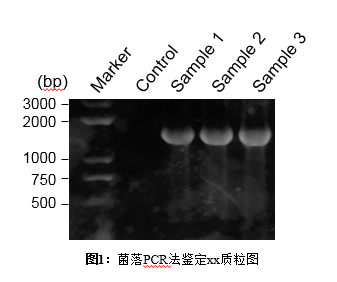 Marker
Control
Sample 1
Sample 2
Sample 3
(bp)
3000
2000
1000
750
500
图1：菌落PCR法鉴定xx质粒图